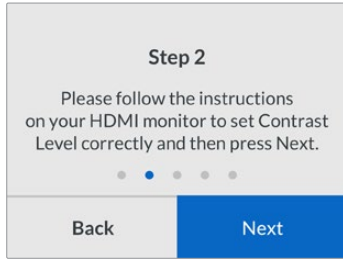 Step 2
Please follow the instructions
on your HDMI monitor to set Contrast
Level correctly and then press Next.
Back
Next